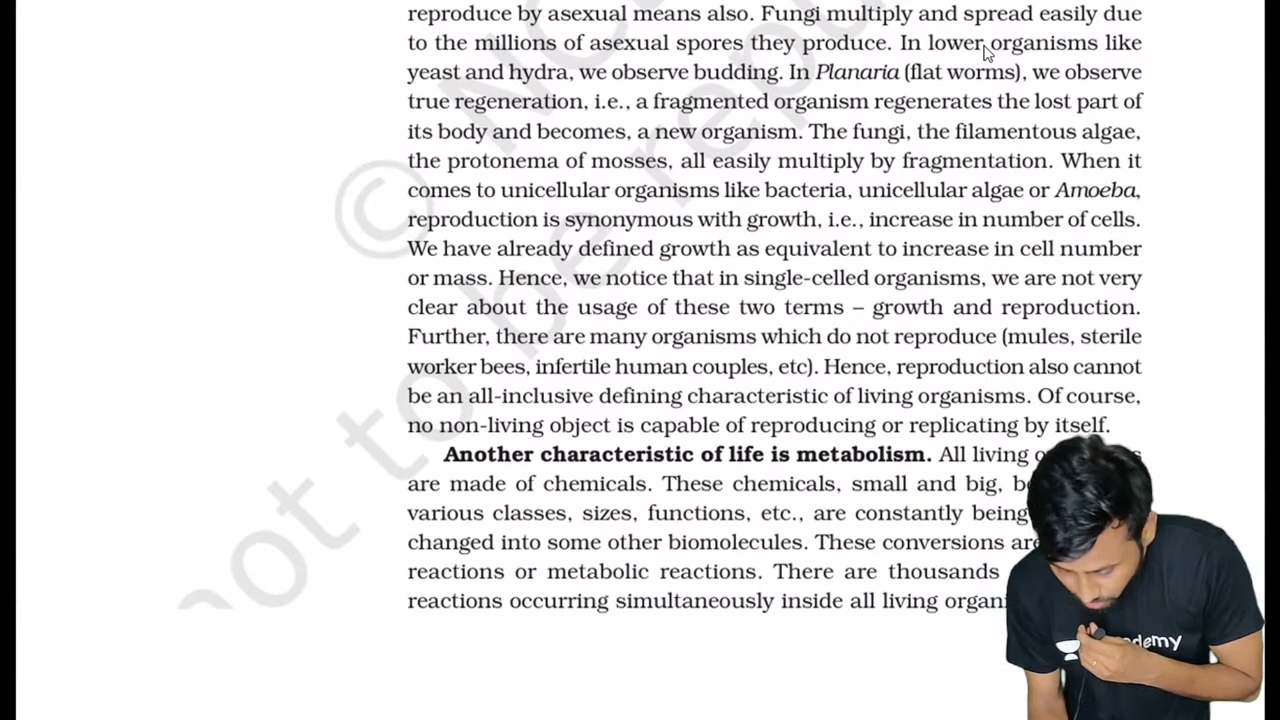 reproduce by asexual means also. Fungi multiply and spread easily due
to the millions of asexual spores they produce. In lower organisms like
yeast and hydra, we observe budding. In Planaria (flat worms), we observe
true regeneration, i.e., a fragmented organism regenerates the lost part of
its body and becomes, a new organism. The fungi, the filamentous algae,
the protonema of mosses, all easily multiply by fragmentation. When it
comes to unicellular organisms like bacteria, unicellular algae or Amoeba,
reproduction is synonymous with growth, i.e., increase in number of cells.
We have already defined growth as equivalent to increase in cell number
or mass. Hence, we notice that in single-celled organisms, we are not very
clear about the usage of these two terms – growth and reproduction.
Further, there are many organisms which do not reproduce (mules, sterile
worker bees, infertile human couples, etc). Hence, reproduction also cannot
be an all-inclusive defining characteristic of living organisms. Of course,
no non-living object is capable of reproducing or replicating by itself.
Another characteristic of life is metabolism. All living
are made of chemicals. These chemicals, small and big,
various classes, sizes, functions, etc., are constantly being
changed into some other biomolecules. These conversions
reactions or metabolic reactions. There are thousands
reactions occurring simultaneously inside all living
not to be
©